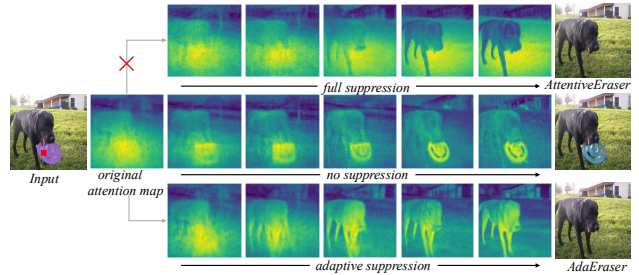 full suppression
AttentiveEraser
Input
original
attention map
no suppression
adaptive suppression
AdaEraser